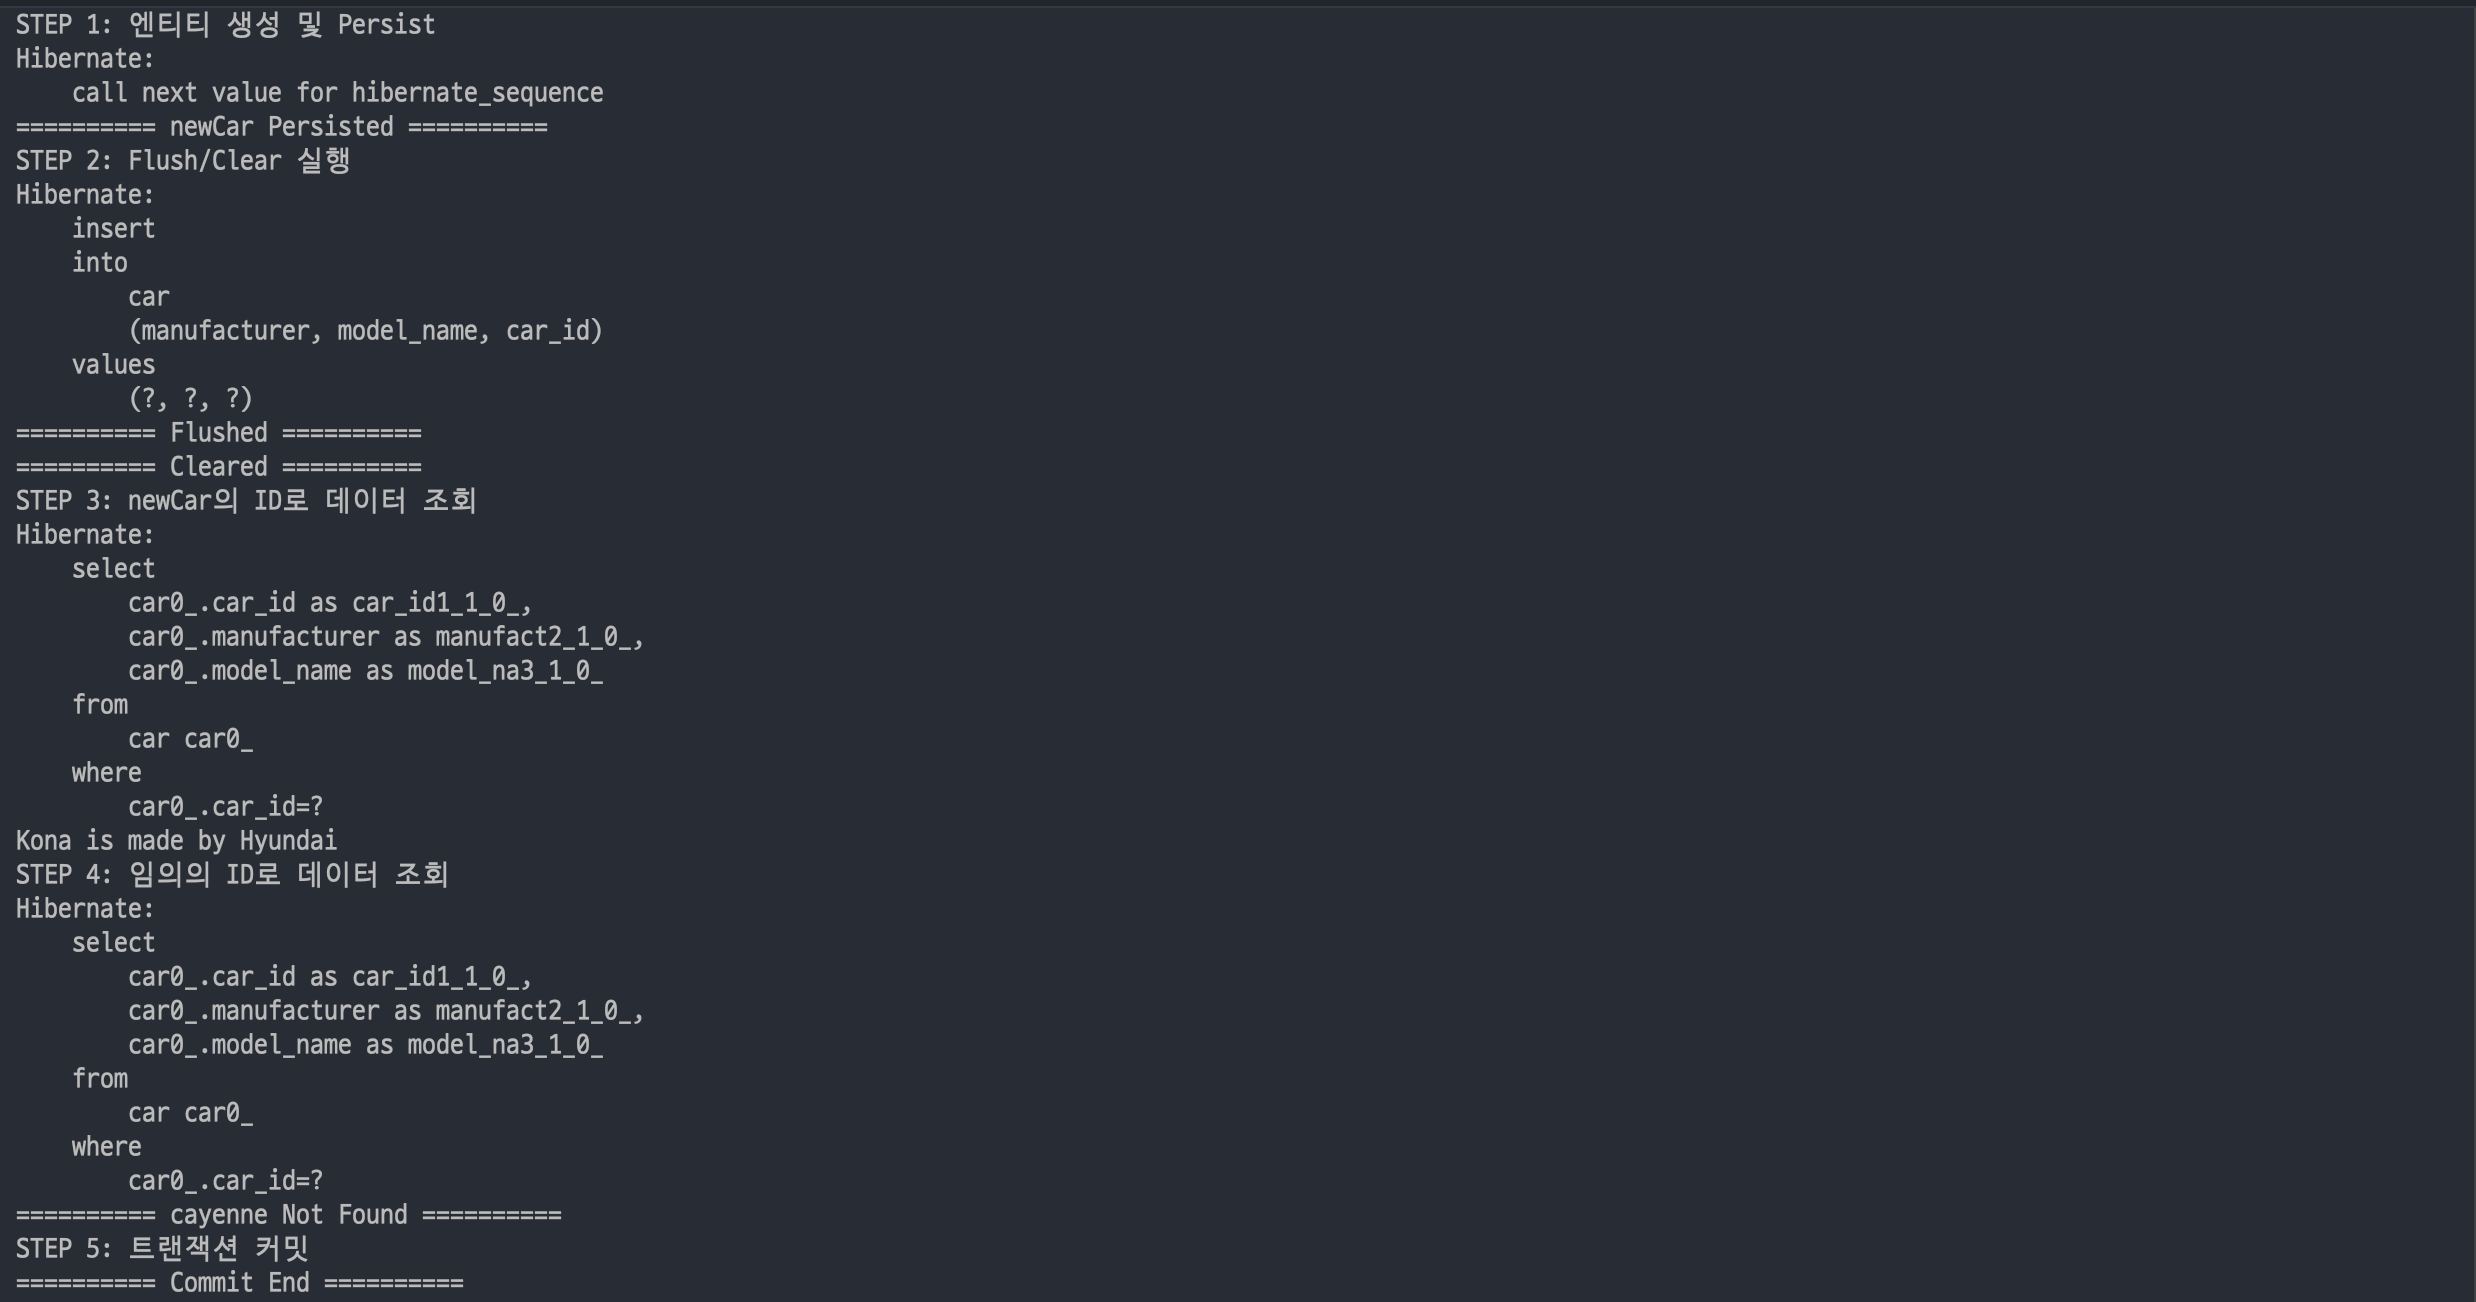 STEP 1: 엔티티 생성 및 Persist
Hibernate:
    call next value for hibernate_sequence
========== newCar Persisted ==========
STEP 2: Flush/Clear 실행
Hibernate:
    insert
    into
        car
        (manufacturer, model_name, car_id)
    values
        (?, ?, ?)
========== Flushed ==========
========== Cleared ==========
STEP 3: newCar의 ID로 데이터 조회
Hibernate:
    select
        car0_.car_id as car_id1_1_0_,
        car0_.manufacturer as manufact2_1_0_,
        car0_.model_name as model_na3_1_0_
    from
        car car0_
    where
        car0_.car_id=?
Kona is made by Hyundai
STEP 4: 임의의 ID로 데이터 조회
Hibernate:
    select
        car0_.car_id as car_id1_1_0_,
        car0_.manufacturer as manufact2_1_0_,
        car0_.model_name as model_na3_1_0_
    from
        car car0_
    where
        car0_.car_id=?
========== cayenne Not Found ==========
STEP 5: 트랜잭션 커밋
========== Commit End ==========